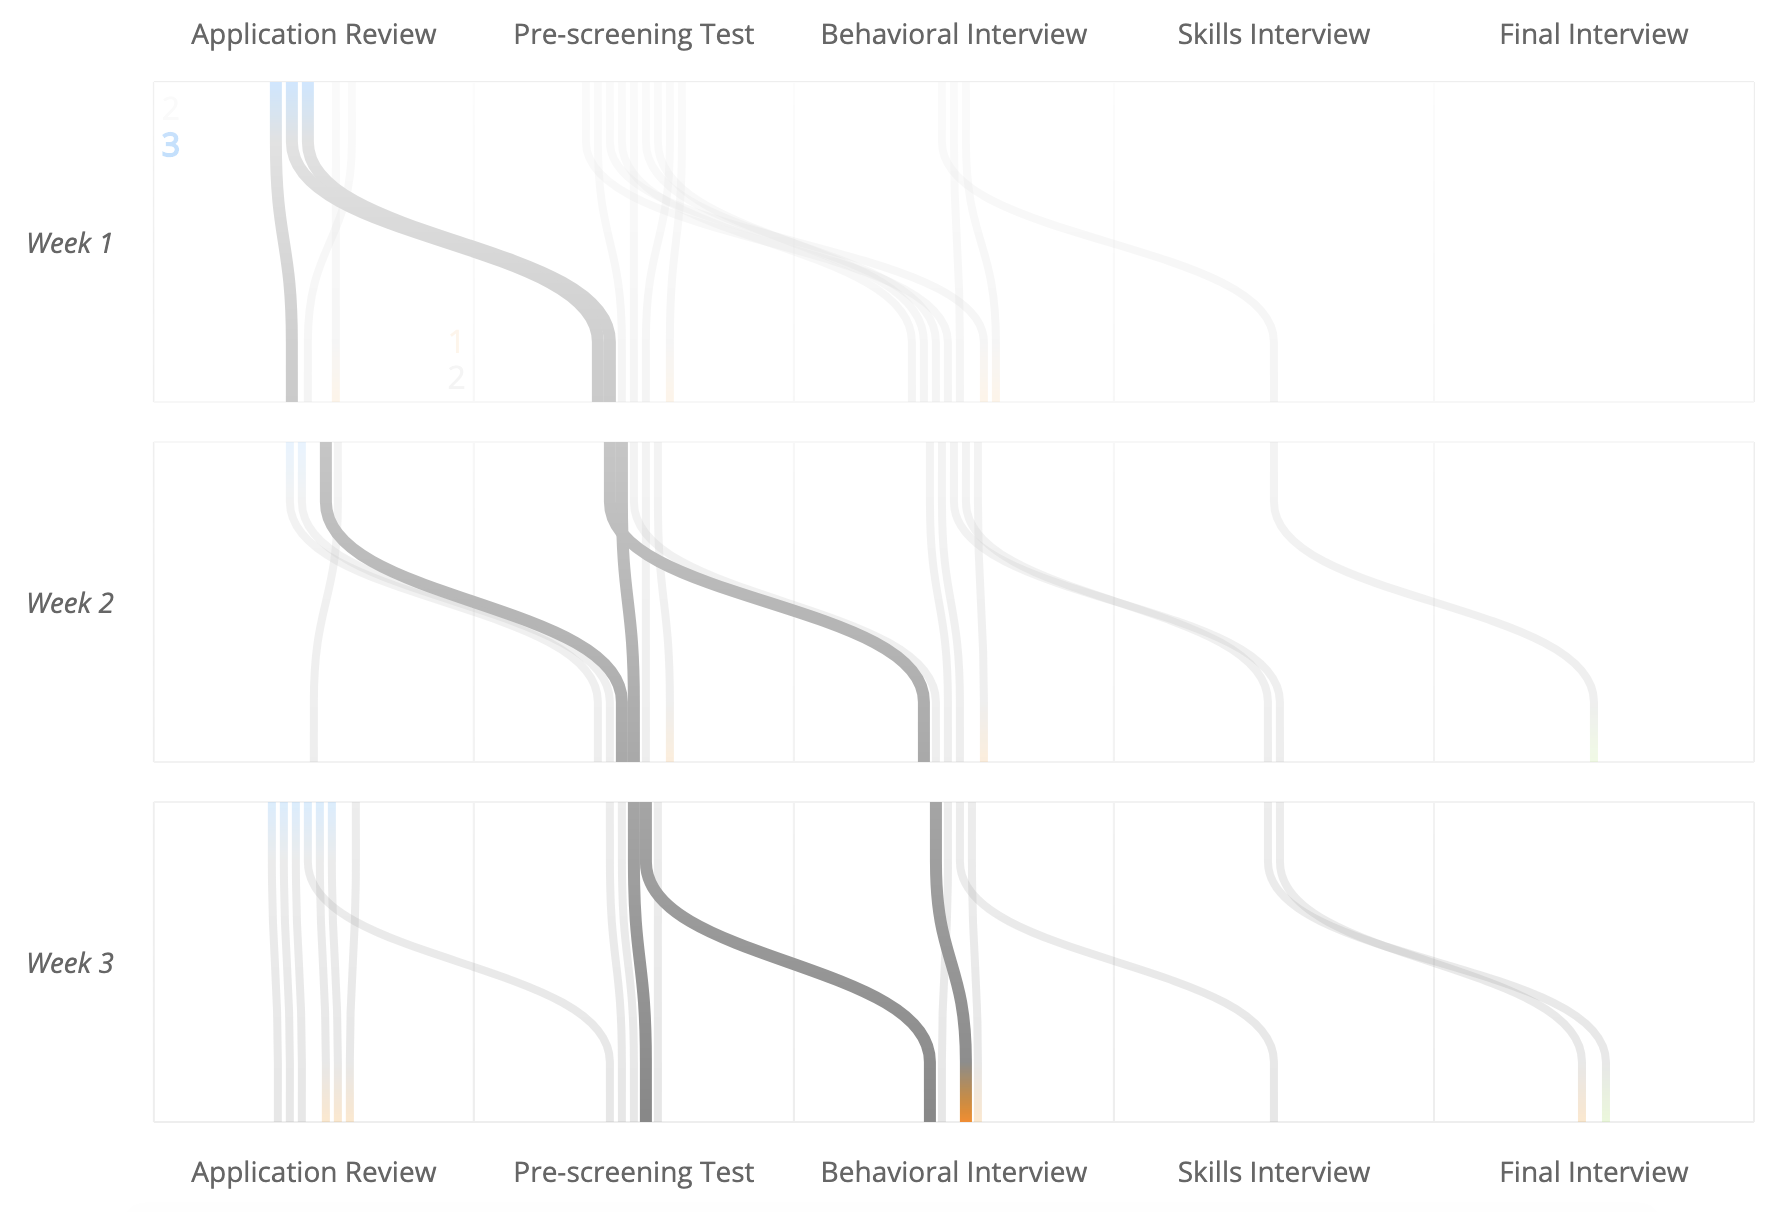 Application Review Pre-screening Test Behavioral Interview Skills Interview Final Interview
2
3
Week 1
1
2
Week 2
Week 3
Application Review Pre-screening Test Behavioral Interview Skills Interview Final Interview